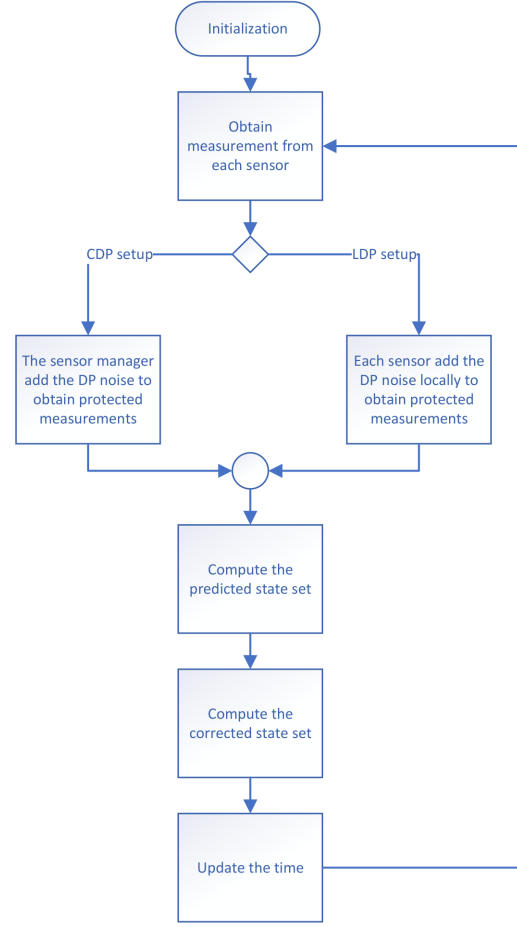 Initialization
Obtain
measurement from
each sensor
CDP setup
LDP setup
The sensor manager
add the DP noise to
obtain protected
measurements
Each sensor add the
DP noise locally to
obtain protected
measurements
Compute the
predicted state set
Compute the
corrected state set
Update the time